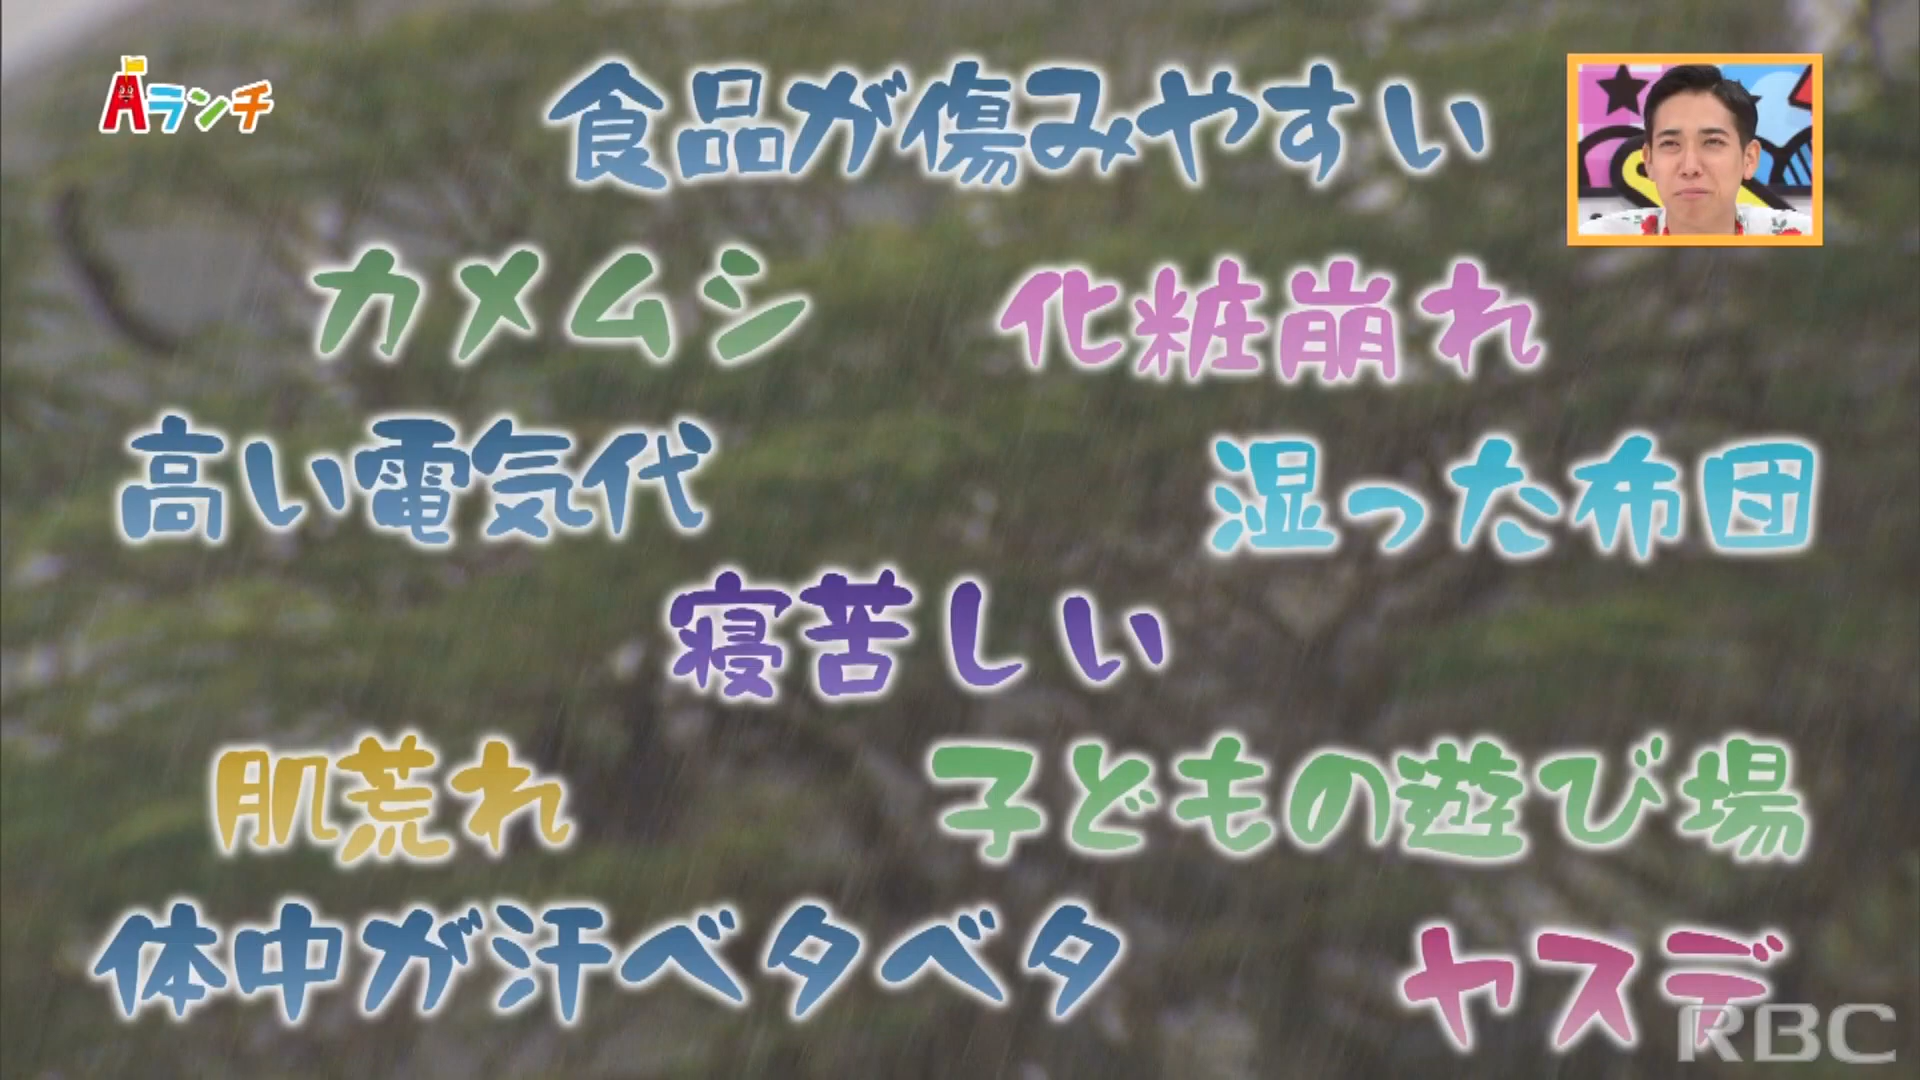 Aランチ
食品が傷みやすい
カメムシ
化粧崩れ
高い電気代
湿った布団
寝苦しい
肌荒れ
子どもの遊び場
体中が汗ベタベタ
ヤスデ
RBC